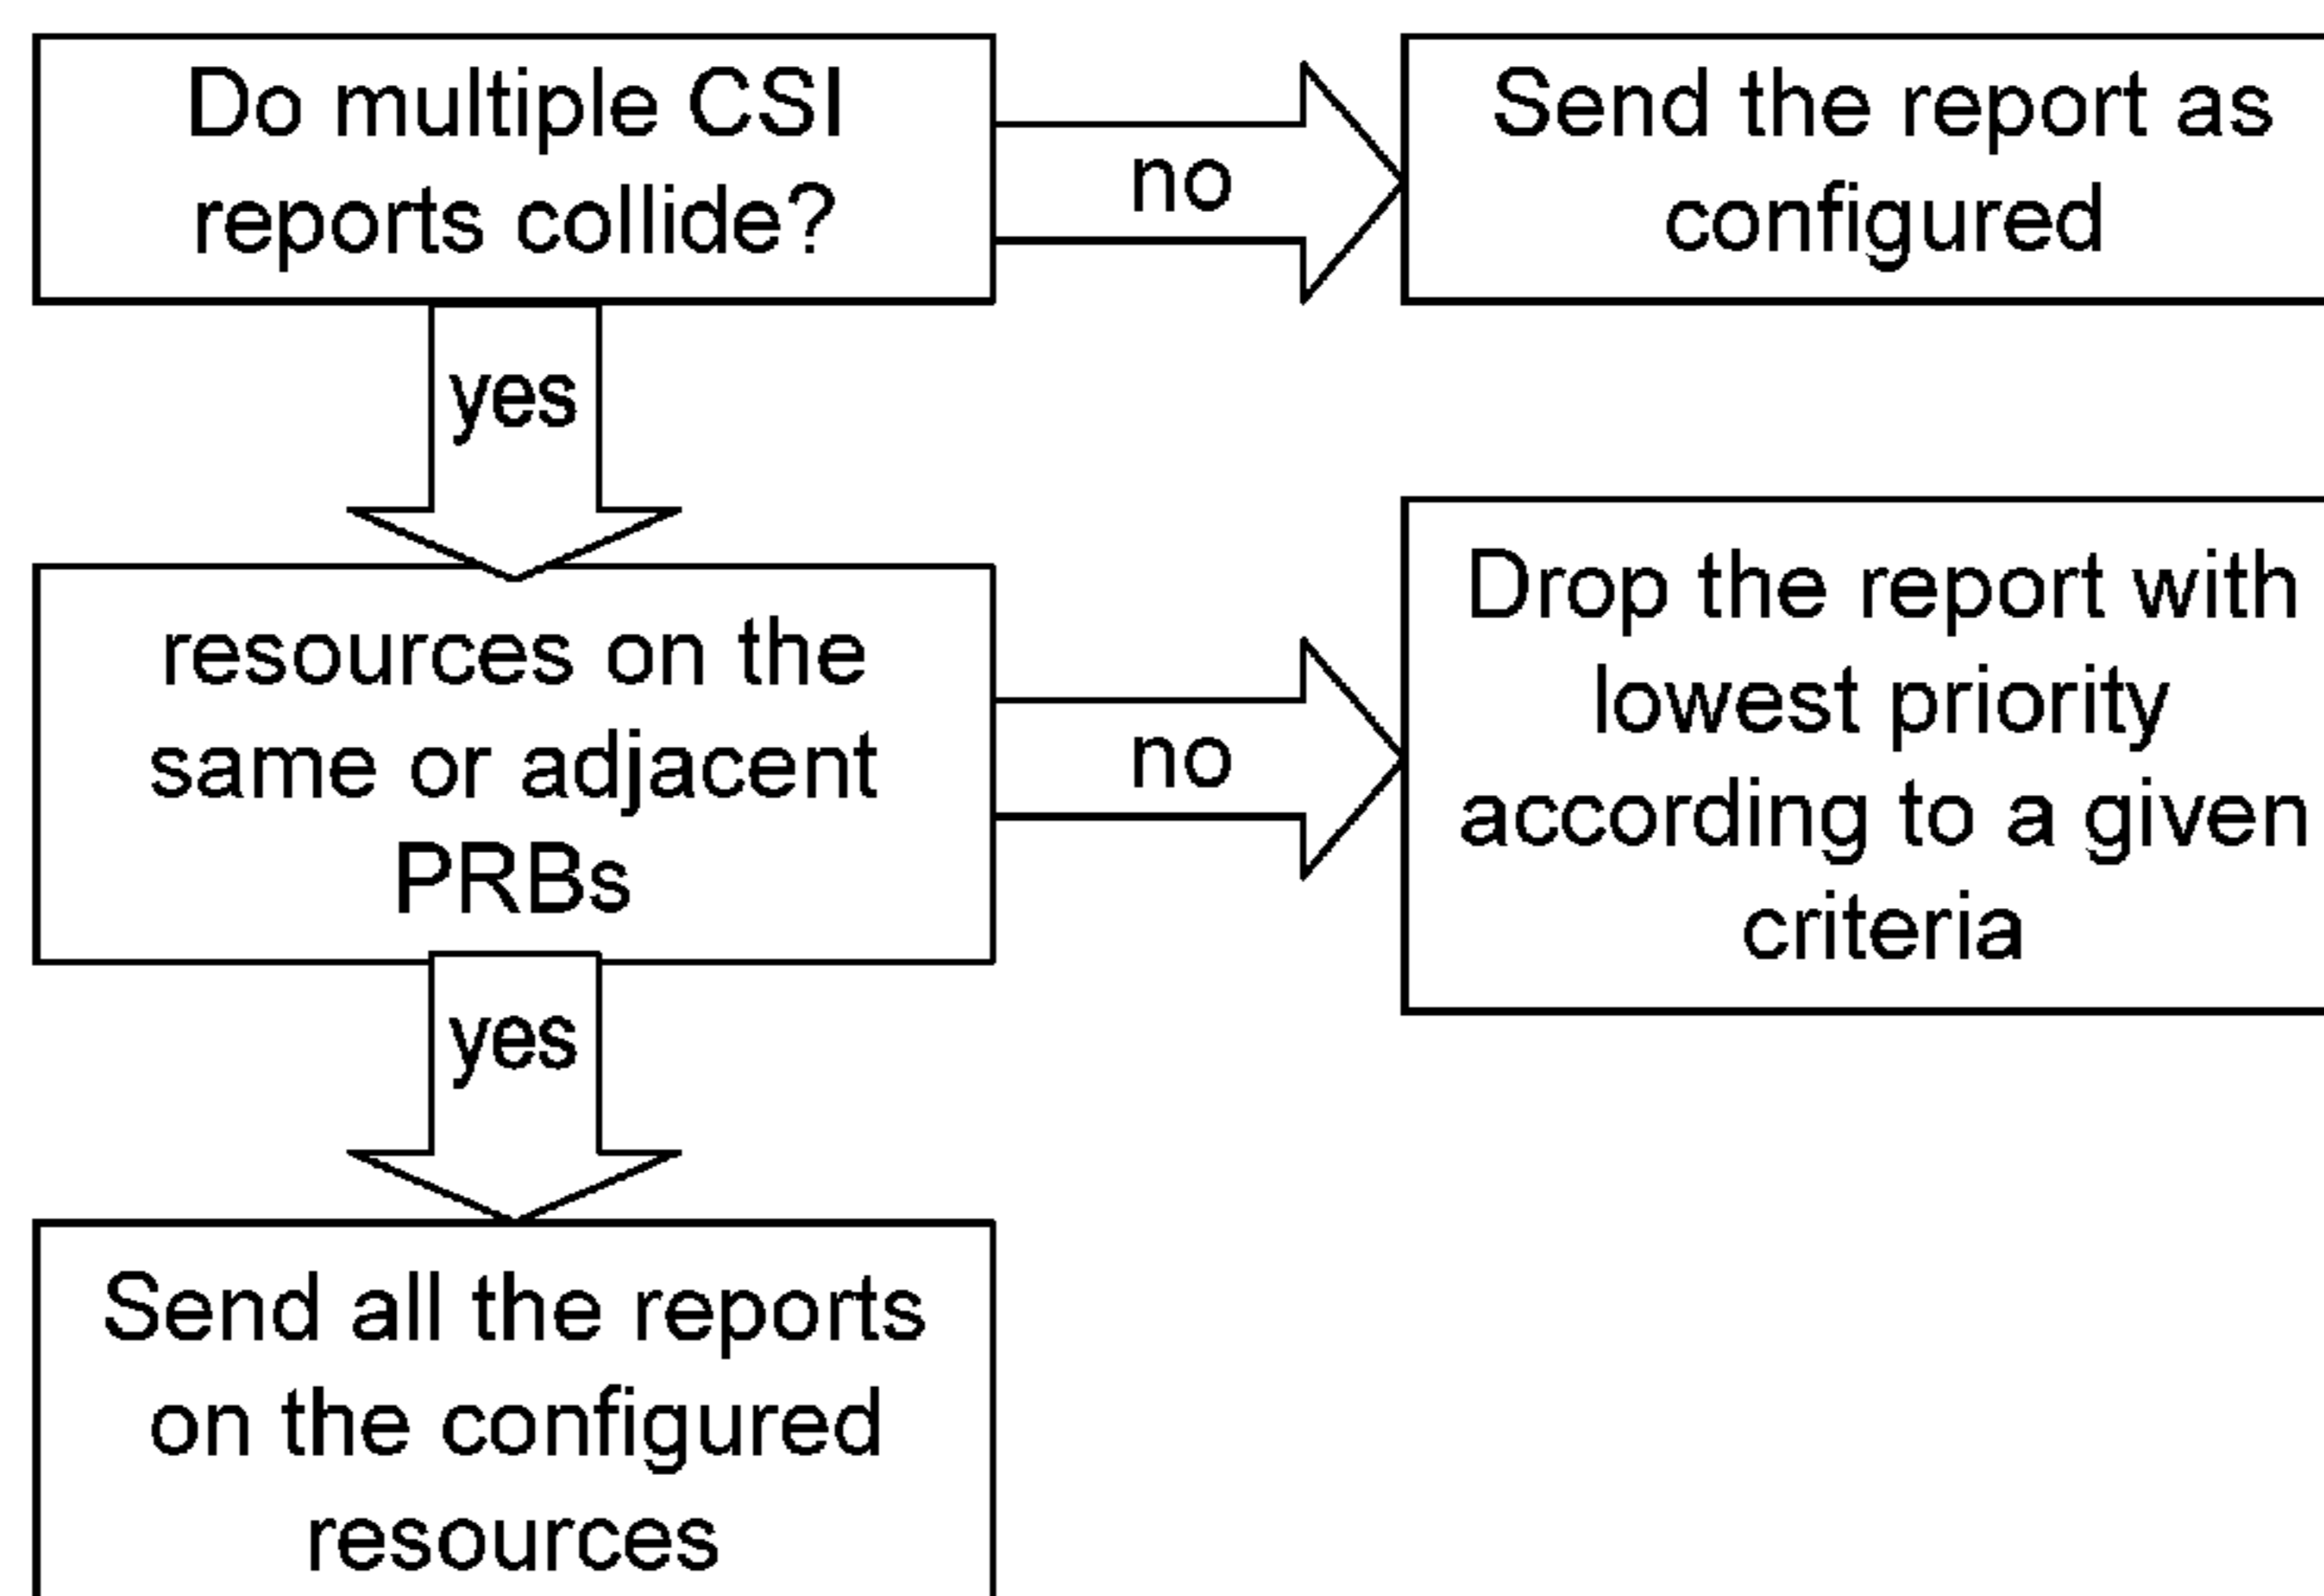 Do multiple CSI
reports collide?
no
Send the report as
configured
yes
resources on the
same or adjacent
PRBs
no
Drop the report with
lowest priority
according to a given
criteria
yes
Send all the reports
on the configured
resources